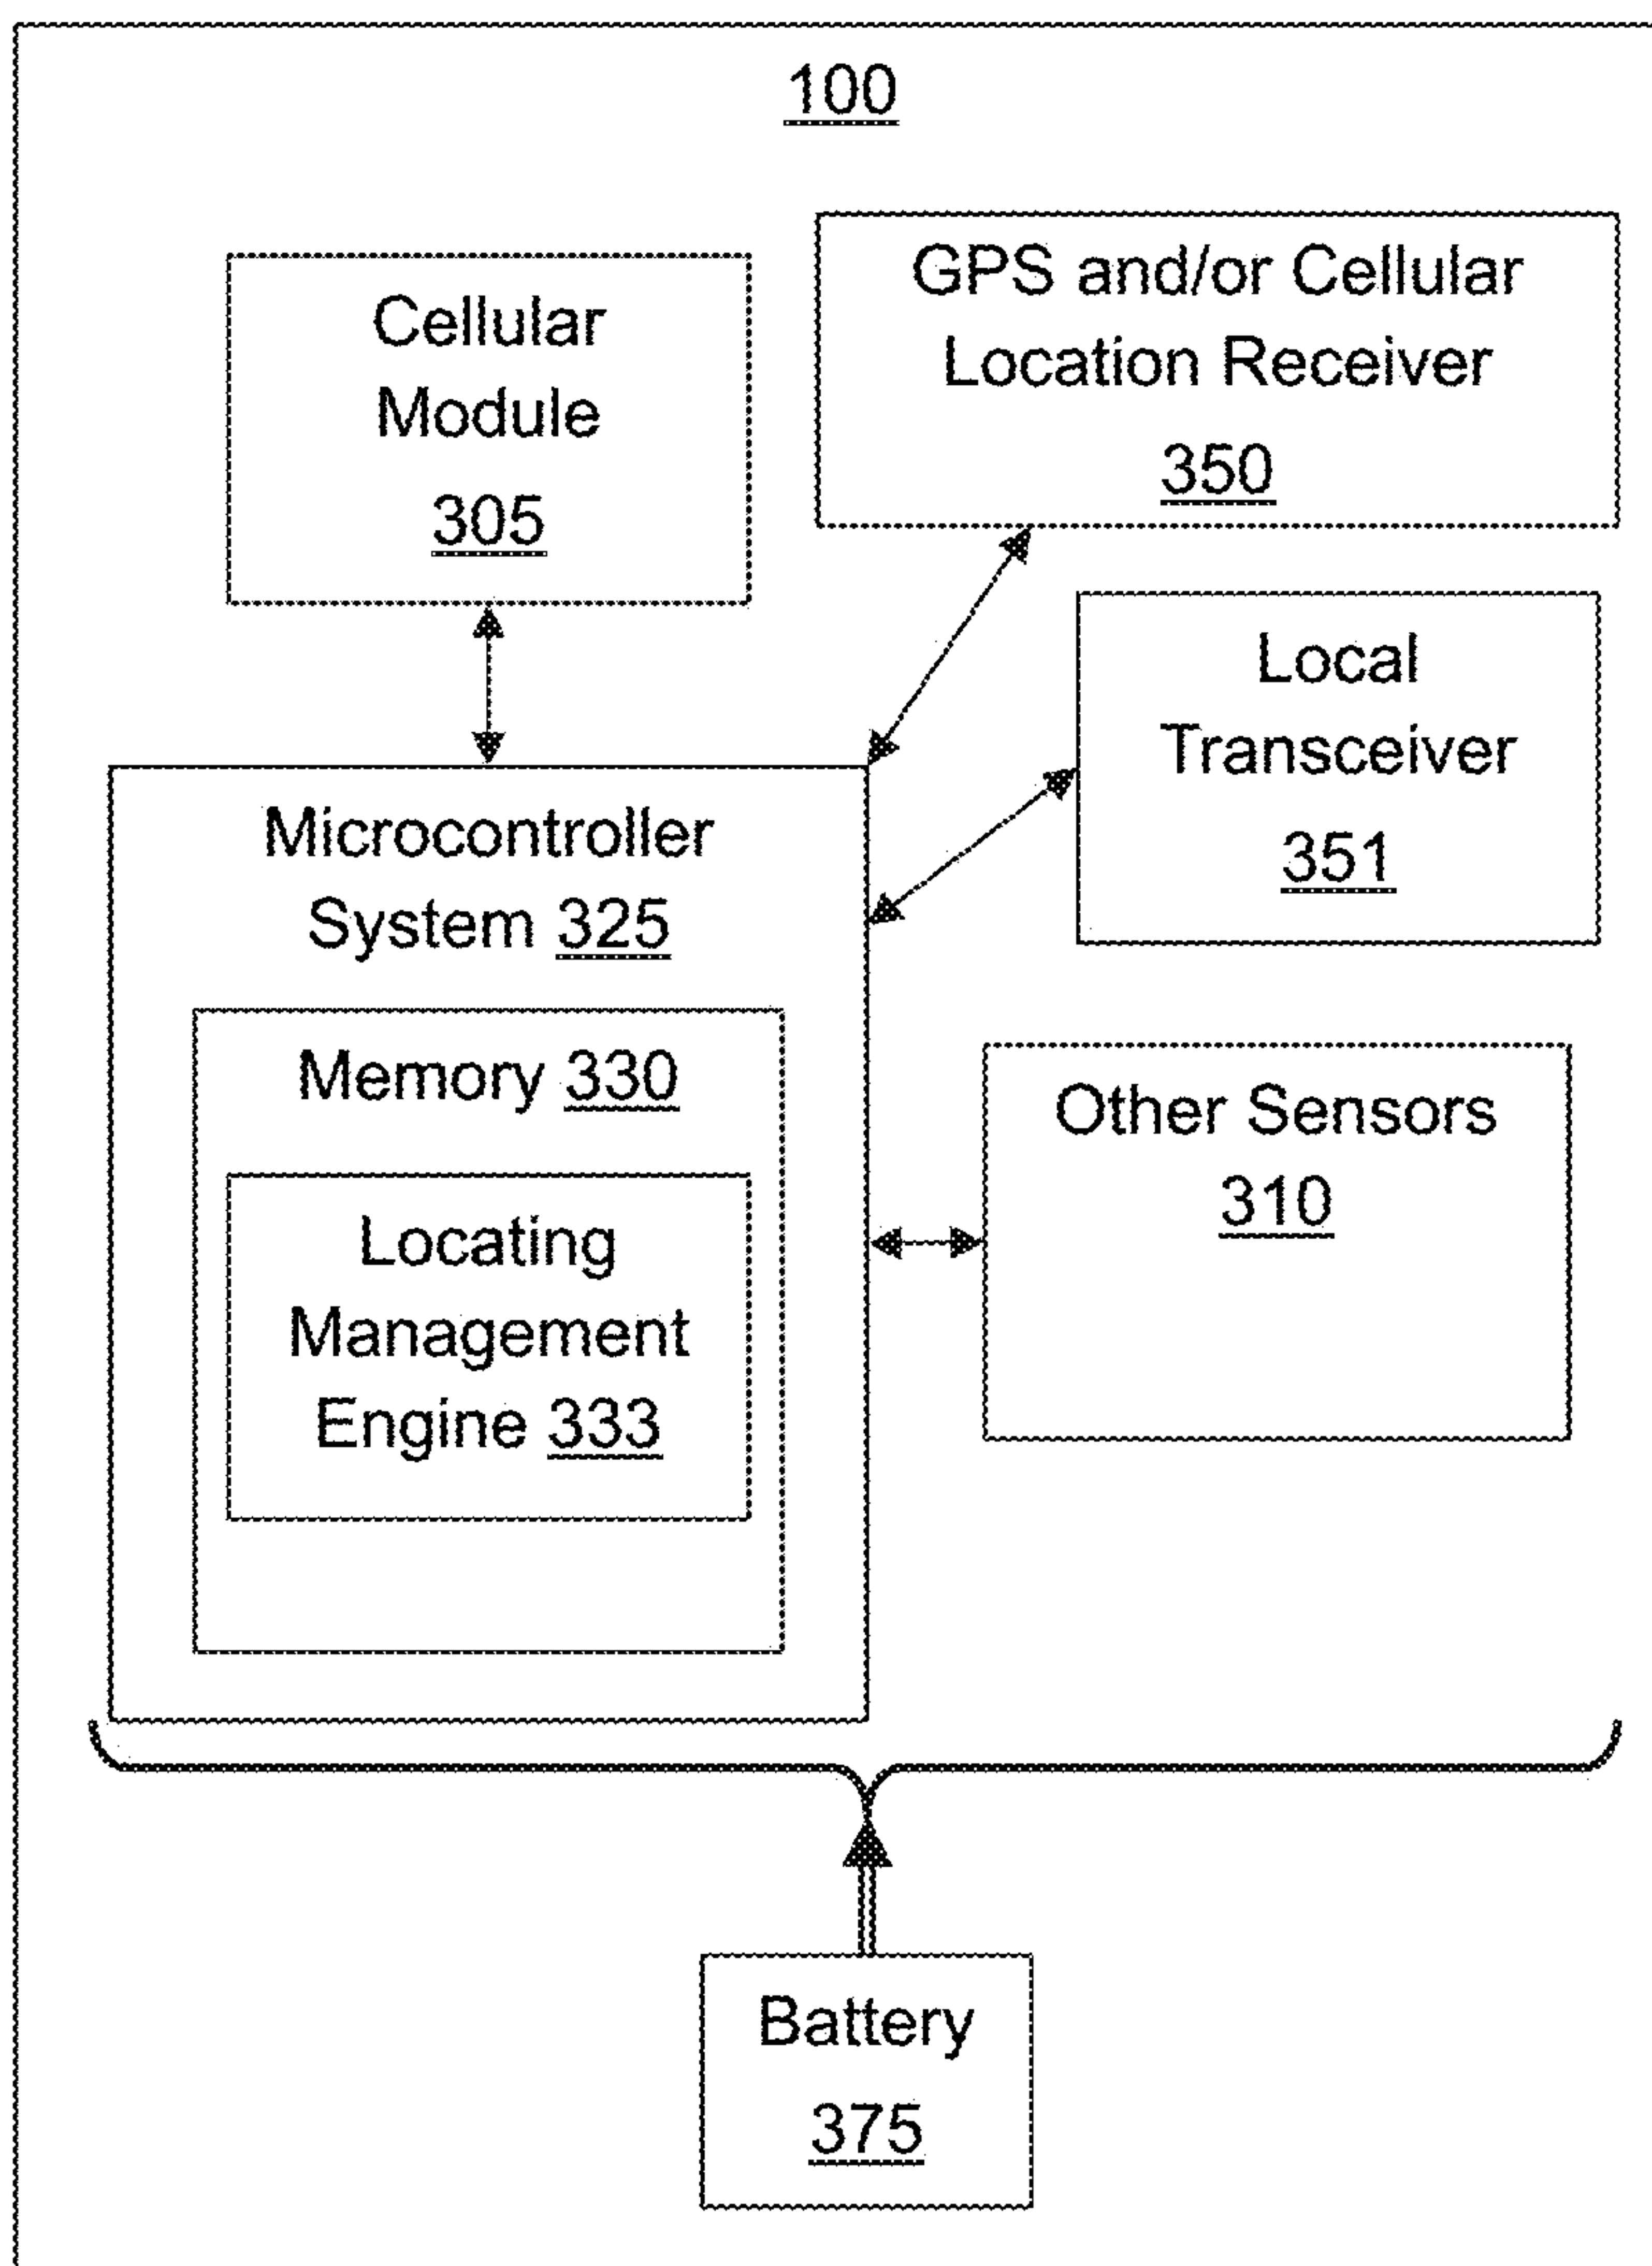 100
Cellular
Module
305
GPS and/or Cellular
Location Receiver
350
Local
Transceiver
351
Microcontroller
System 325
Memory 330
Locating
Management
Engine 333
Other Sensors
310
Battery
375